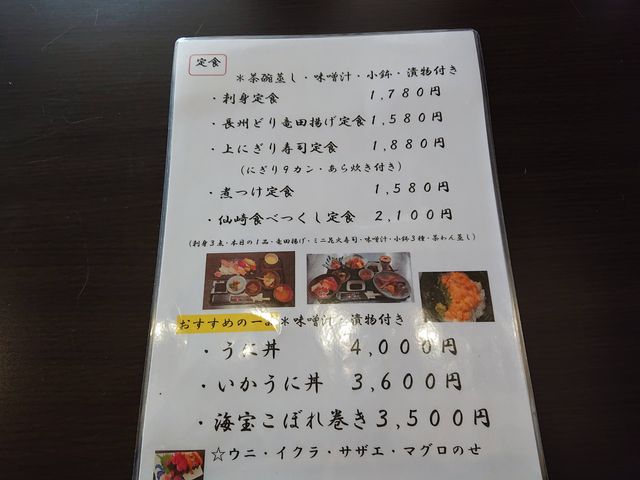 定食
＊茶碗蒸し・味噌汁・小鉢・漬物付き
・刺身定食 1,780円
・長州どり竜田揚げ定食 1,580円
・上にぎり寿司定食 1,880円
(にぎり9カン・あら炊き付き)
・煮つけ定食 1,580円
・仙崎食べつくし定食 2,100円
(刺身3点・本日の1品・竜田揚げ・ミニ花火寿司・味噌汁・小鉢3種・茶わん蒸し)
おすすめの一品＊味噌汁・漬物付き
・うに丼 4,000円
・いかうに丼 3,600円
・海宝こぼれ巻き 3,500円
☆ウニ・イクラ・サザエ・マグロのせ